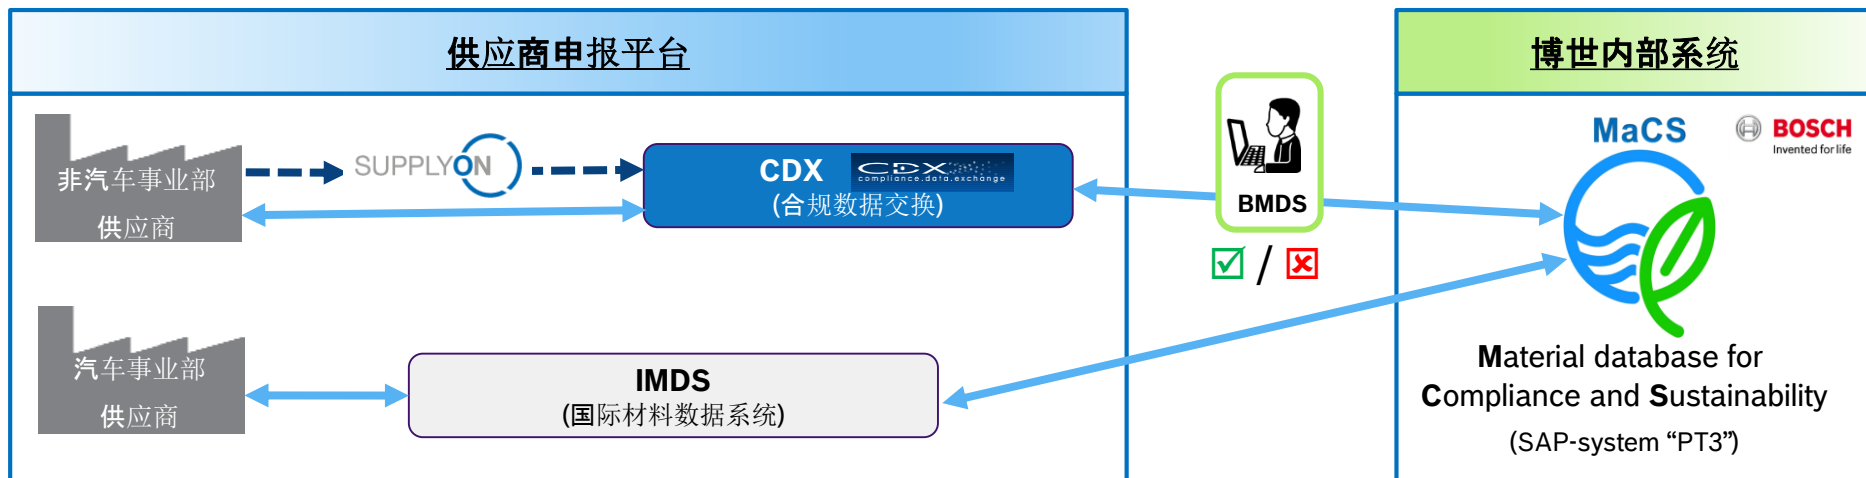 供应商申报平台
博世内部系统
非汽车事业部
供应商
SUPPLYON
CDX
CDX
compliance.data.exchange
(合规数据交换)
BMDS
☑ / ☒
MaCS
BOSCH
Invented for life
汽车事业部
供应商
IMDS
(国际材料数据系统)
Material database for
Compliance and Sustainability
(SAP-system “PT3”)